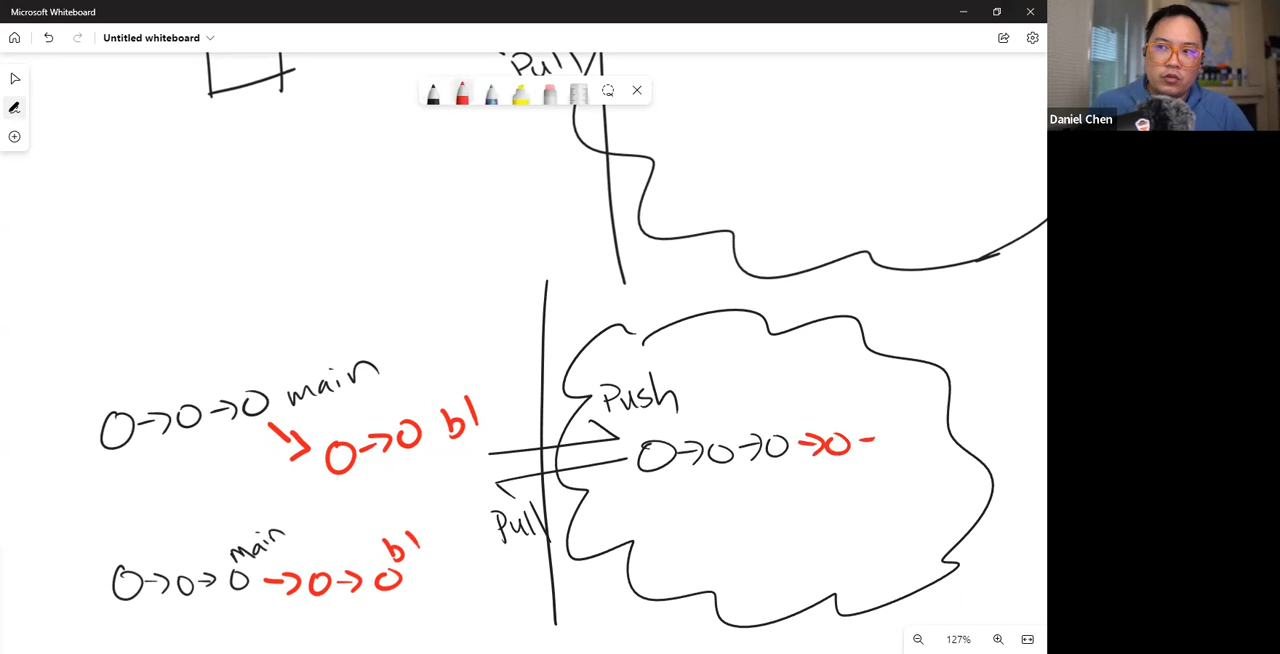 Microsoft Whiteboard
Untitled whiteboard
Pull
Daniel Chen
main
b1
Push
Pull
main
b1
127%